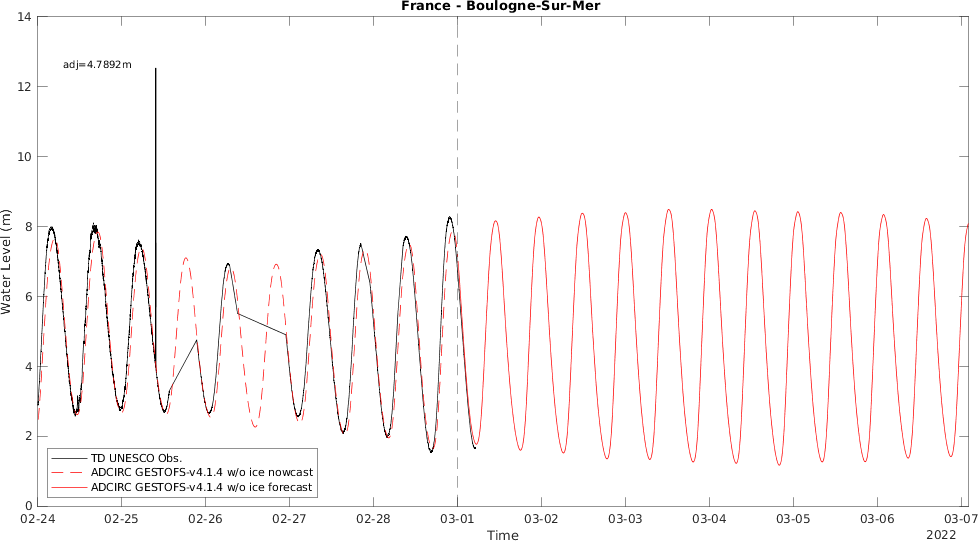 France - Boulogne-Sur-Mer
14
12
10
8
6
4
2
0
Water Level (m)
adj=4.7892m
TD UNESCO Obs.
ADCIRC GESTOFS-v4.1.4 w/o ice nowcast
ADCIRC GESTOFS-v4.1.4 w/o ice forecast
02-24 02-25 02-26 02-27 02-28 03-01 03-02 03-03 03-04 03-05 03-06 03-07
Time
2022